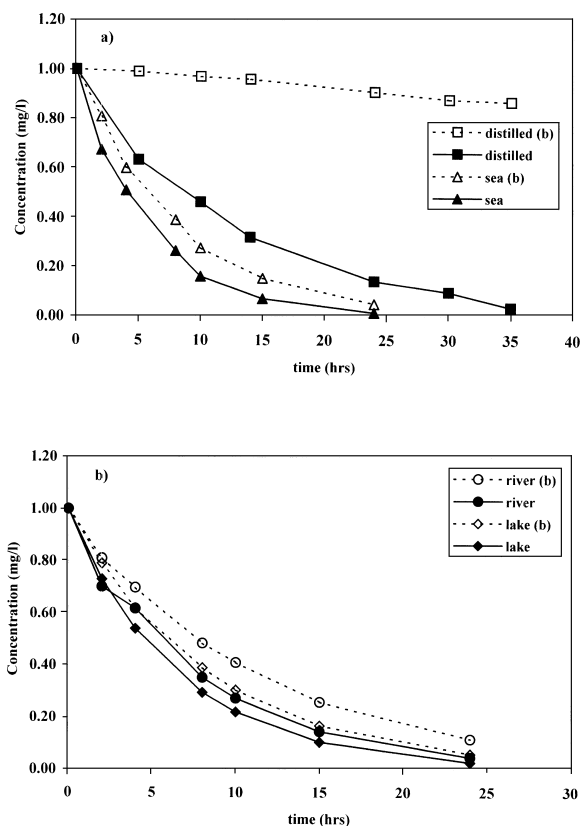 a)
Concentration (mg/l)
1.20
1.00
0.80
0.60
0.40
0.20
0.00
0 5 10 15 20 25 30 35 40
time (hrs)
distilled (b)
distilled
sea (b)
sea
b)
Concentration (mg/l)
1.20
1.00
0.80
0.60
0.40
0.20
0.00
0 5 10 15 20 25 30
time (hrs)
river (b)
river
lake (b)
lake